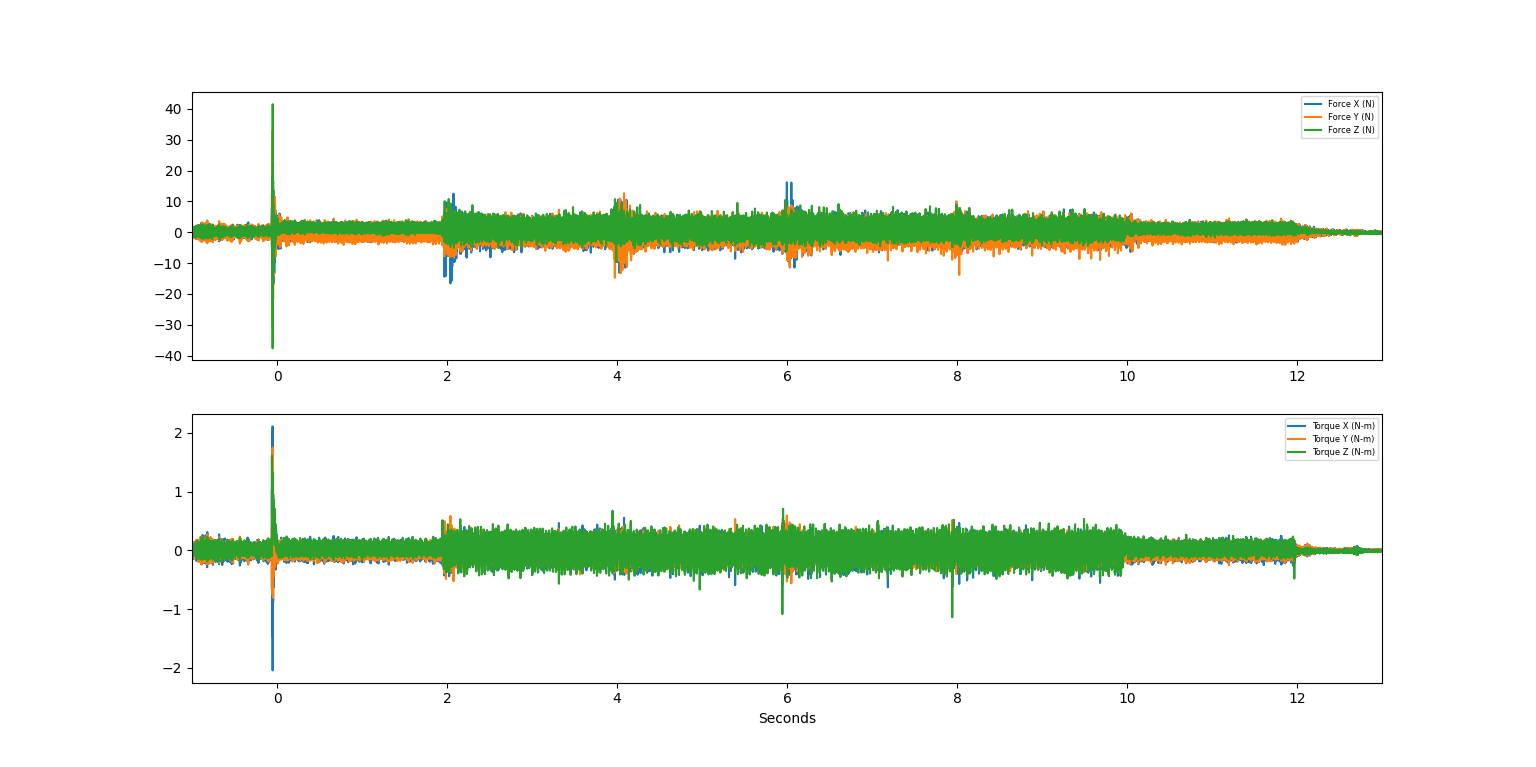 40
30
20
10
0
−10
−20
−30
−40
Force X (N)
Force Y (N)
Force Z (N)
0 2 4 6 8 10 12
2
1
0
−1
−2
Torque X (N-m)
Torque Y (N-m)
Torque Z (N-m)
0 2 4 6 8 10 12
Seconds